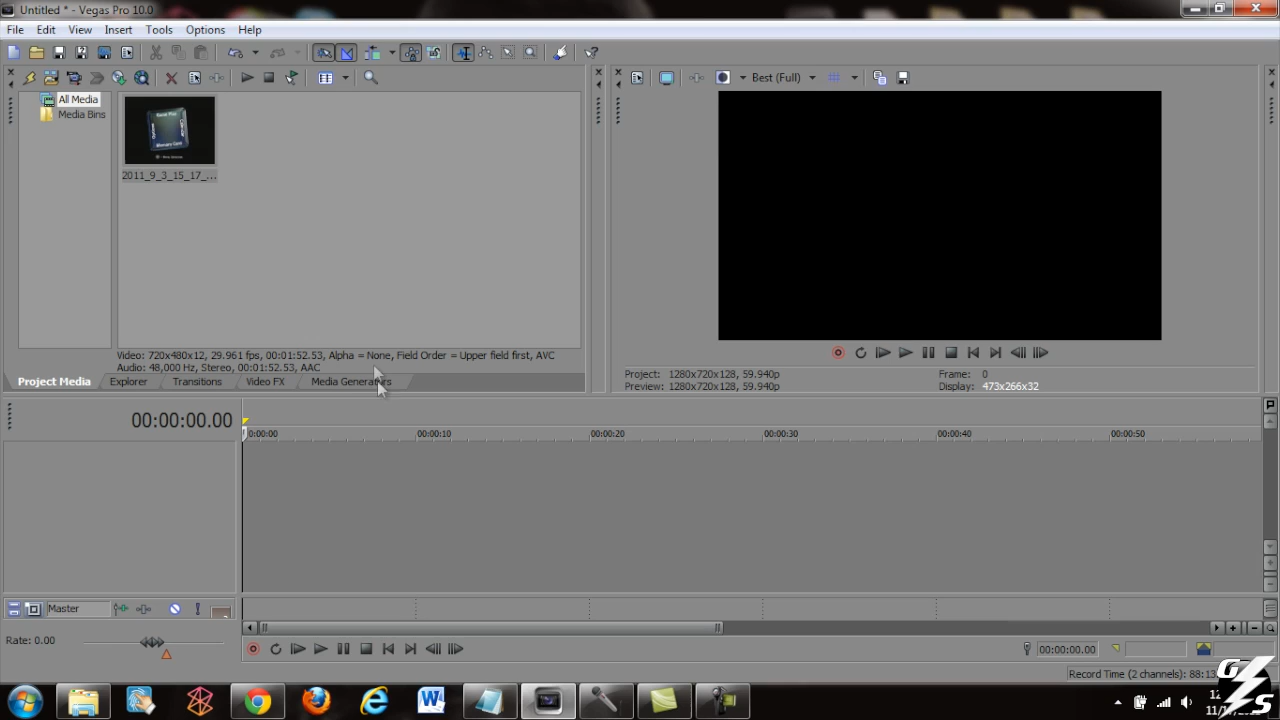 Untitled * - Vegas Pro 10.0
File Edit View Insert Tools Options Help
Best (Full)
All Media
Media Bins
2011_9_3_15_17_...
Video: 720x480x12, 29.961 fps, 00:01:52.53, Alpha = None, Field Order = Upper field first, AVC
Audio: 48,000 Hz, Stereo, 00:01:52.53, AAC
Project Media Explorer Transitions Video FX Media Generators
Project: 1280x720x128, 59.940p Frame: 0
Preview: 1280x720x128, 59.940p Display: 473x266x32
00:00:00.00
0:00:00 00:00:10 00:00:20 00:00:30 00:00:40 00:00:50
Master
Rate: 0.00
00:00:00.00
Record Time (2 channels): 88:13
GS